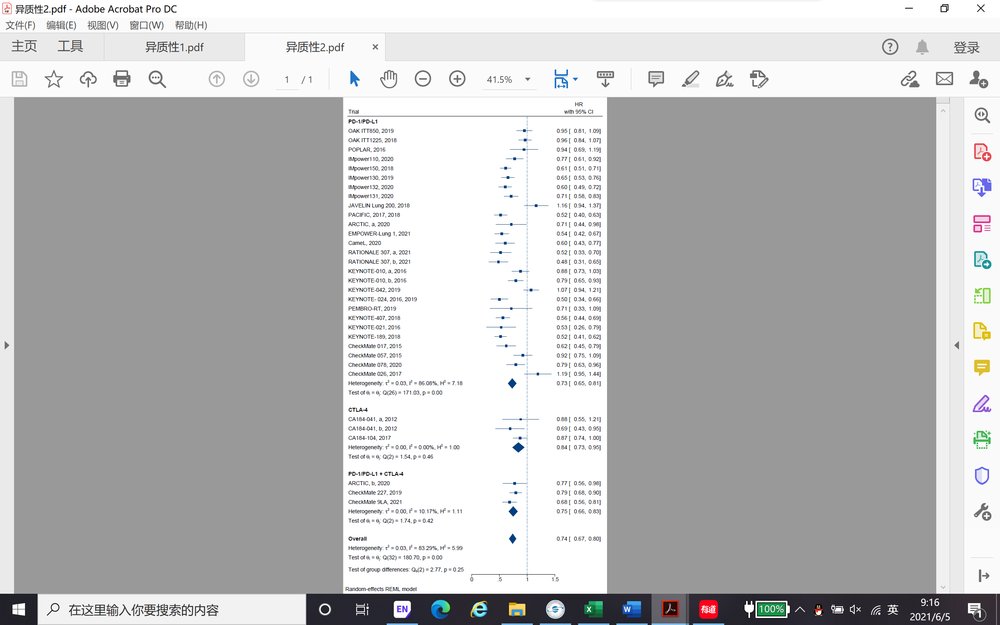 异质性2.pdf - Adobe Acrobat Pro DC
文件(F) 编辑(E) 视图(V) 窗口(W) 帮助(H)
主页 工具 异质性1.pdf 异质性2.pdf × 登录
1 / 1 41.5%
HR
Trial with 95% CI
PD-1/PD-L1
OAK ITT850, 2019 0.95 [ 0.81, 1.09]
OAK ITT1225, 2018 0.96 [ 0.84, 1.07]
POPLAR, 2016 0.94 [ 0.69, 1.19]
IMpower110, 2020 0.77 [ 0.61, 0.92]
IMpower150, 2018 0.61 [ 0.51, 0.71]
IMpower130, 2019 0.65 [ 0.53, 0.76]
IMpower132, 2020 0.60 [ 0.49, 0.72]
IMpower131, 2020 0.71 [ 0.58, 0.83]
JAVELIN Lung 200, 2018 1.16 [ 0.94, 1.37]
PACIFIC, 2017, 2018 0.52 [ 0.40, 0.63]
ARCTIC, a, 2020 0.71 [ 0.44, 0.98]
EMPOWER-Lung 1, 2021 0.54 [ 0.42, 0.67]
CameL, 2020 0.60 [ 0.43, 0.77]
RATIONALE 307, a, 2021 0.52 [ 0.33, 0.70]
RATIONALE 307, b, 2021 0.48 [ 0.31, 0.65]
KEYNOTE-010, a, 2016 0.88 [ 0.73, 1.03]
KEYNOTE-010, b, 2016 0.79 [ 0.65, 0.93]
KEYNOTE-042, 2019 1.07 [ 0.94, 1.21]
KEYNOTE- 024, 2016, 2019 0.50 [ 0.34, 0.66]
PEMBRO-RT, 2019 0.71 [ 0.33, 1.09]
KEYNOTE-407, 2018 0.56 [ 0.44, 0.69]
KEYNOTE-021, 2016 0.53 [ 0.26, 0.79]
KEYNOTE-189, 2018 0.52 [ 0.41, 0.62]
CheckMate 017, 2015 0.62 [ 0.45, 0.79]
CheckMate 057, 2015 0.92 [ 0.75, 1.09]
CheckMate 078, 2020 0.79 [ 0.63, 0.96]
CheckMate 026, 2017 1.19 [ 0.95, 1.44]
Heterogeneity: τ² = 0.03, I² = 86.08%, H² = 7.18 0.73 [ 0.65, 0.81]
Test of θᵢ = θⱼ: Q(26) = 171.03, p = 0.00
CTLA-4
CA184-041, a, 2012 0.88 [ 0.55, 1.21]
CA184-041, b, 2012 0.69 [ 0.43, 0.95]
CA184-104, 2017 0.87 [ 0.74, 1.00]
Heterogeneity: τ² = 0.00, I² = 0.00%, H² = 1.00 0.84 [ 0.73, 0.95]
Test of θᵢ = θⱼ: Q(2) = 1.54, p = 0.46
PD-1/PD-L1 + CTLA-4
ARCTIC, b, 2020 0.77 [ 0.56, 0.98]
CheckMate 227, 2019 0.79 [ 0.68, 0.90]
CheckMate 9LA, 2021 0.68 [ 0.56, 0.81]
Heterogeneity: τ² = 0.00, I² = 10.17%, H² = 1.11 0.75 [ 0.66, 0.83]
Test of θᵢ = θⱼ: Q(2) = 1.74, p = 0.42
Overall 0.74 [ 0.67, 0.80]
Heterogeneity: τ² = 0.03, I² = 83.29%, H² = 5.99
Test of θᵢ = θⱼ: Q(32) = 180.70, p = 0.00
Test of group differences: Q_b(2) = 2.77, p = 0.25
0 .5 1 1.5
Random-effects REML model
在这里输入你要搜索的内容 EN 有道 100% 英 9:16
2021/6/5 1